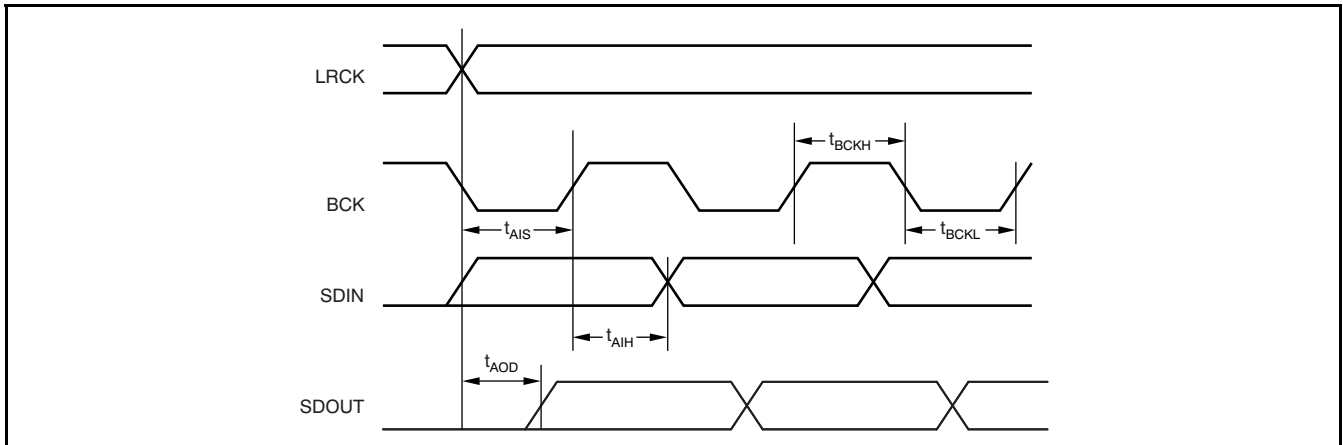 LRCK
tBCKH
BCK
tAIS
tBCKL
SDIN
tAIH
tAOD
SDOUT